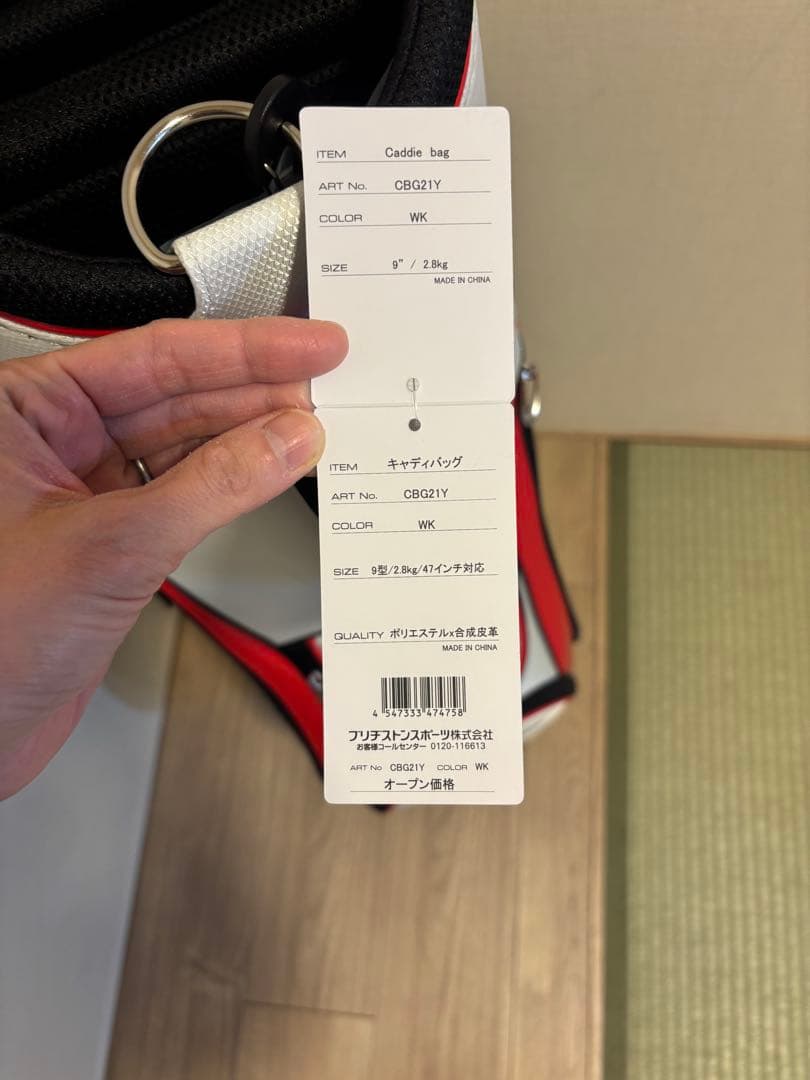 ITEM Caddie bag
ART No. CBG21Y
COLOR WK
SIZE 9" / 2.8kg
MADE IN CHINA
ITEM キャディバッグ
ART No. CBG21Y
COLOR WK
SIZE 9型/2.8kg/47インチ対応
QUALITY ポリエステルx合成皮革
MADE IN CHINA
4 547333 474758
ブリヂストンスポーツ株式会社
お客様コールセンター 0120-116613
ART No CBG21Y COLOR WK
オープン価格